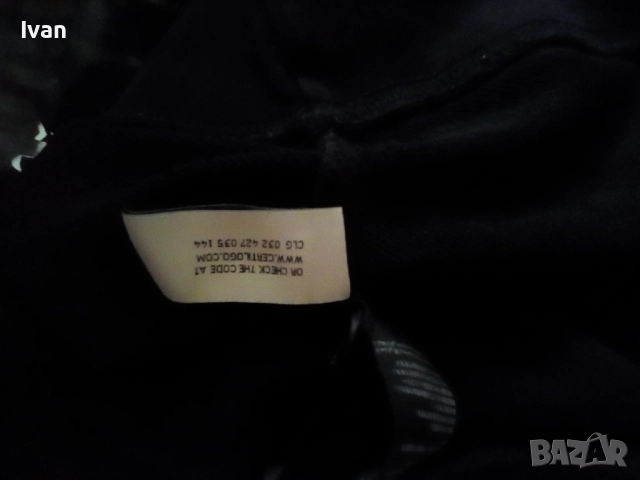 Ivan
OR CHECK THE CODE AT
WWW.CERTILOGO.COM
CLG 032 427 035 144
BAZAR